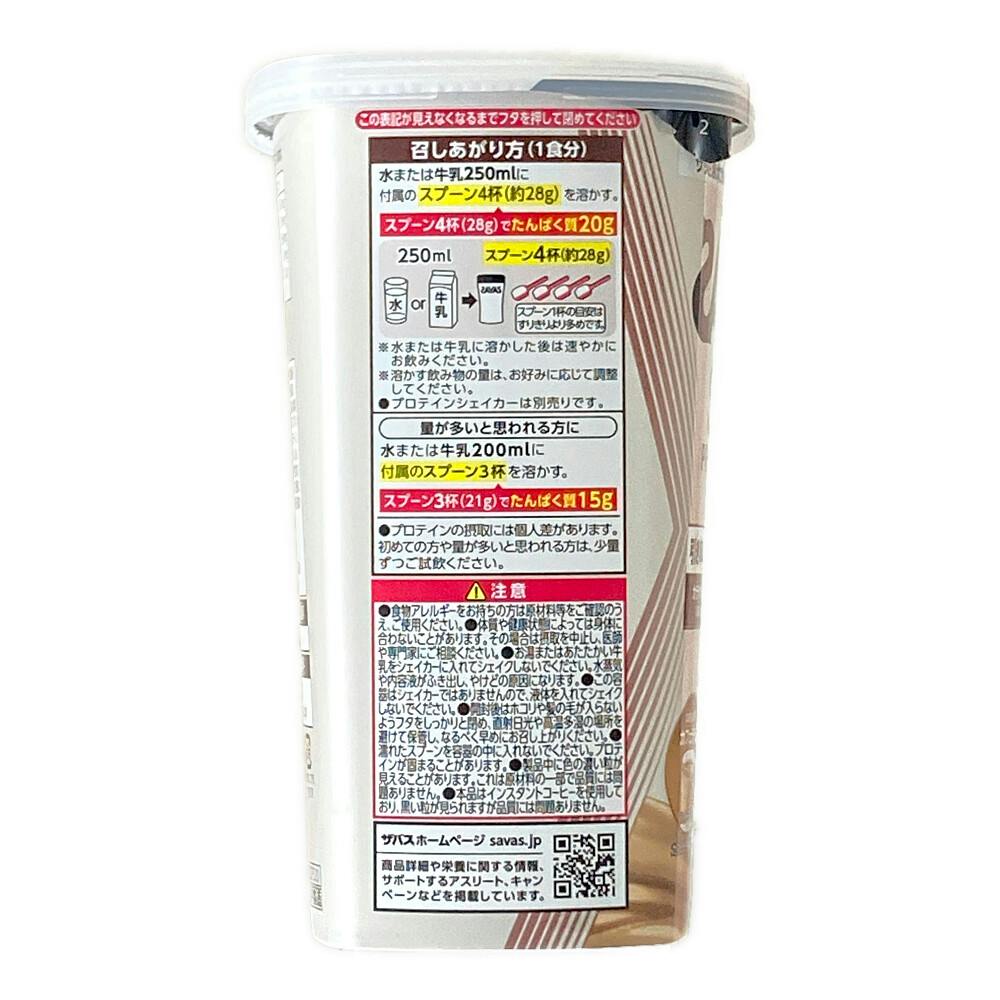 この表記が見えなくなるまでフタを押して閉めてください
2
召しあがり方(1食分)
水または牛乳250mlに
付属のスプーン4杯(約28g)を溶かす。
スプーン4杯(28g)でたんぱく質20g
250ml
スプーン4杯(約28g)
水 or 牛乳
SAVAS
スプーン1杯の目安は
すりきりより多めです。
※水または牛乳に溶かした後は速やかに
お飲みください。
※溶かす飲み物の量は、お好みに応じて調整
してください。
●プロテインシェイカーは別売りです。
量が多いと思われる方に
水または牛乳200mlに
付属のスプーン3杯を溶かす。
スプーン3杯(21g)でたんぱく質15g
●プロテインの摂取には個人差があります。
初めての方や量が多いと思われる方は、少量
ずつご試飲ください。
注意
●食物アレルギーをお持ちの方は原材料等をご確認のう
え、ご使用ください。●体質や健康状態によっては身体に
合わないことがあります。その場合は摂取を中止し、医師
や専門家にご相談ください。●お湯またはあたたかい牛
乳をシェイカーに入れてシェイクしないでください。水蒸気
や内容液がふき出し、やけどの原因になります。●この容
器はシェイカーではありませんので、液体を入れてシェイク
しないでください。●開封後はホコリや髪の毛が入らない
ようフタをしっかりと閉め、直射日光や高温多湿の場所を
避けて保管し、なるべく早めにお召し上がりください。●
濡れたスプーンを容器の中に入れないでください。プロテ
インが固まることがあります。●製品中に色の濃い粒が
見えることがあります。これは原材料の一部で品質には問
題ありません。●本品はインスタントコーヒーを使用して
おり、黒い粒が見られますが品質には問題ありません。
ザバスホームページ savas.jp
商品詳細や栄養に関する情報、
サポートするアスリート、キャン
ペーンなどを掲載しています。